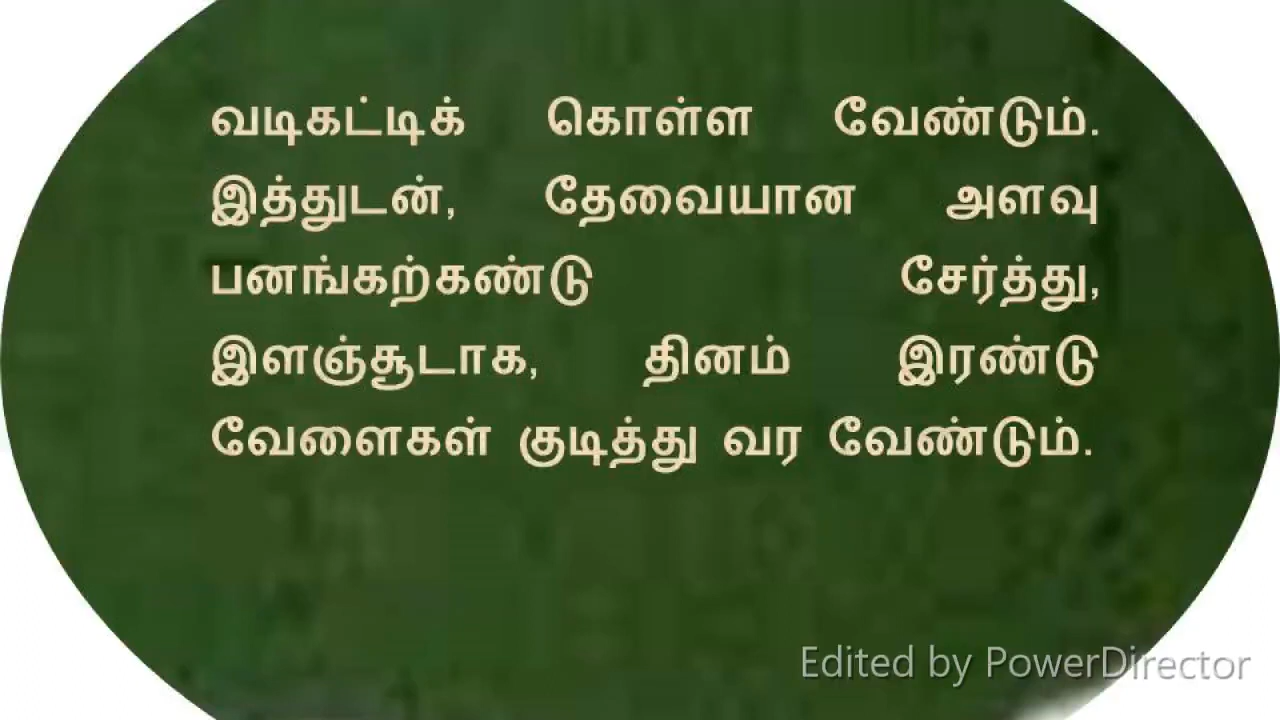 வடிகட்டிக் கொள்ள வேண்டும்.
இத்துடன், தேவையான அளவு
பனங்கற்கண்டு சேர்த்து,
இளஞ்சூடாக, தினம் இரண்டு
வேளைகள் குடித்து வர வேண்டும்.
Edited by PowerDirector